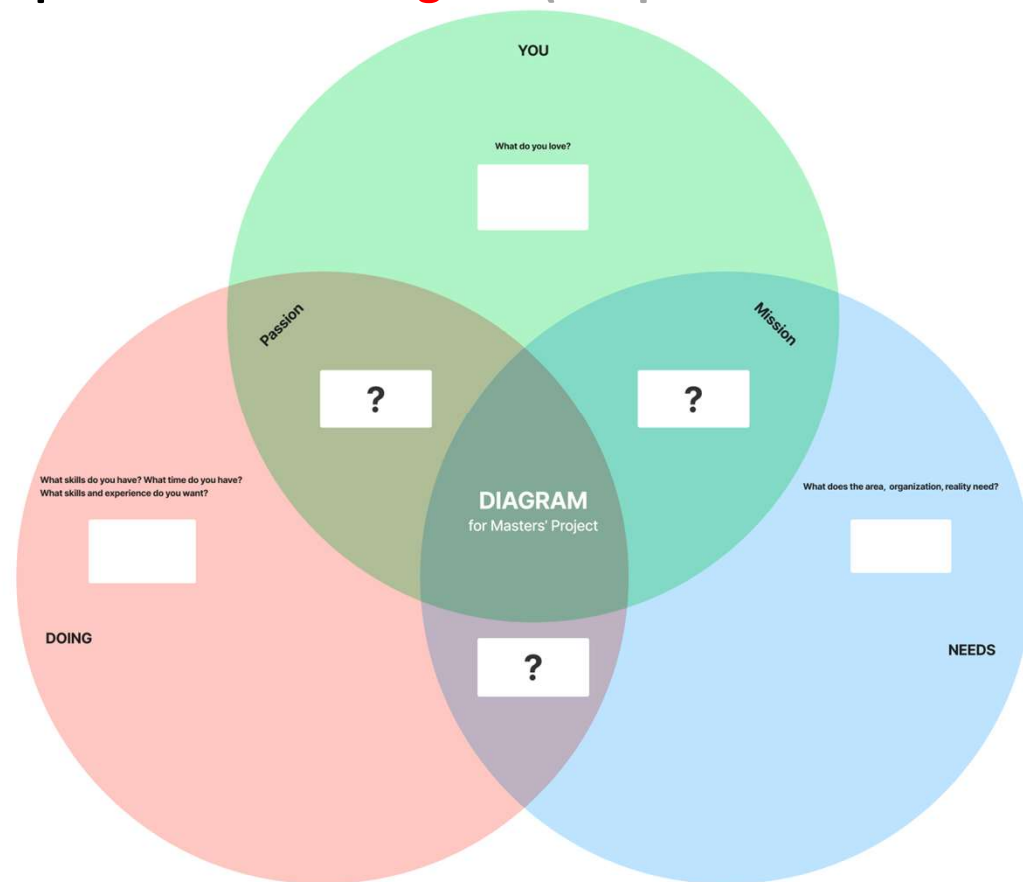 YOU
What do you love?
Passion
Mission
?
?
What skills do you have? What time do you have?
What skills and experience do you want?
What does the area, organization, reality need?
DIAGRAM
for Masters' Project
DOING
NEEDS
?